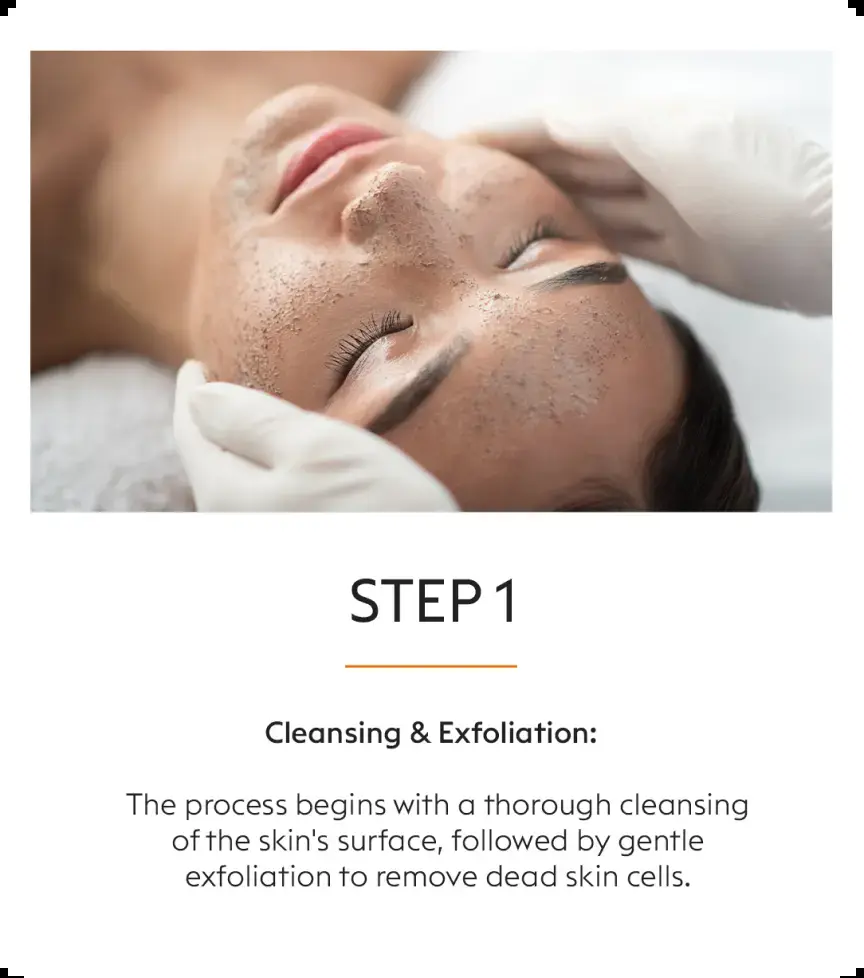 STEP 1
Cleansing & Exfoliation:
The process begins with a thorough cleansing
of the skin's surface, followed by gentle
exfoliation to remove dead skin cells.